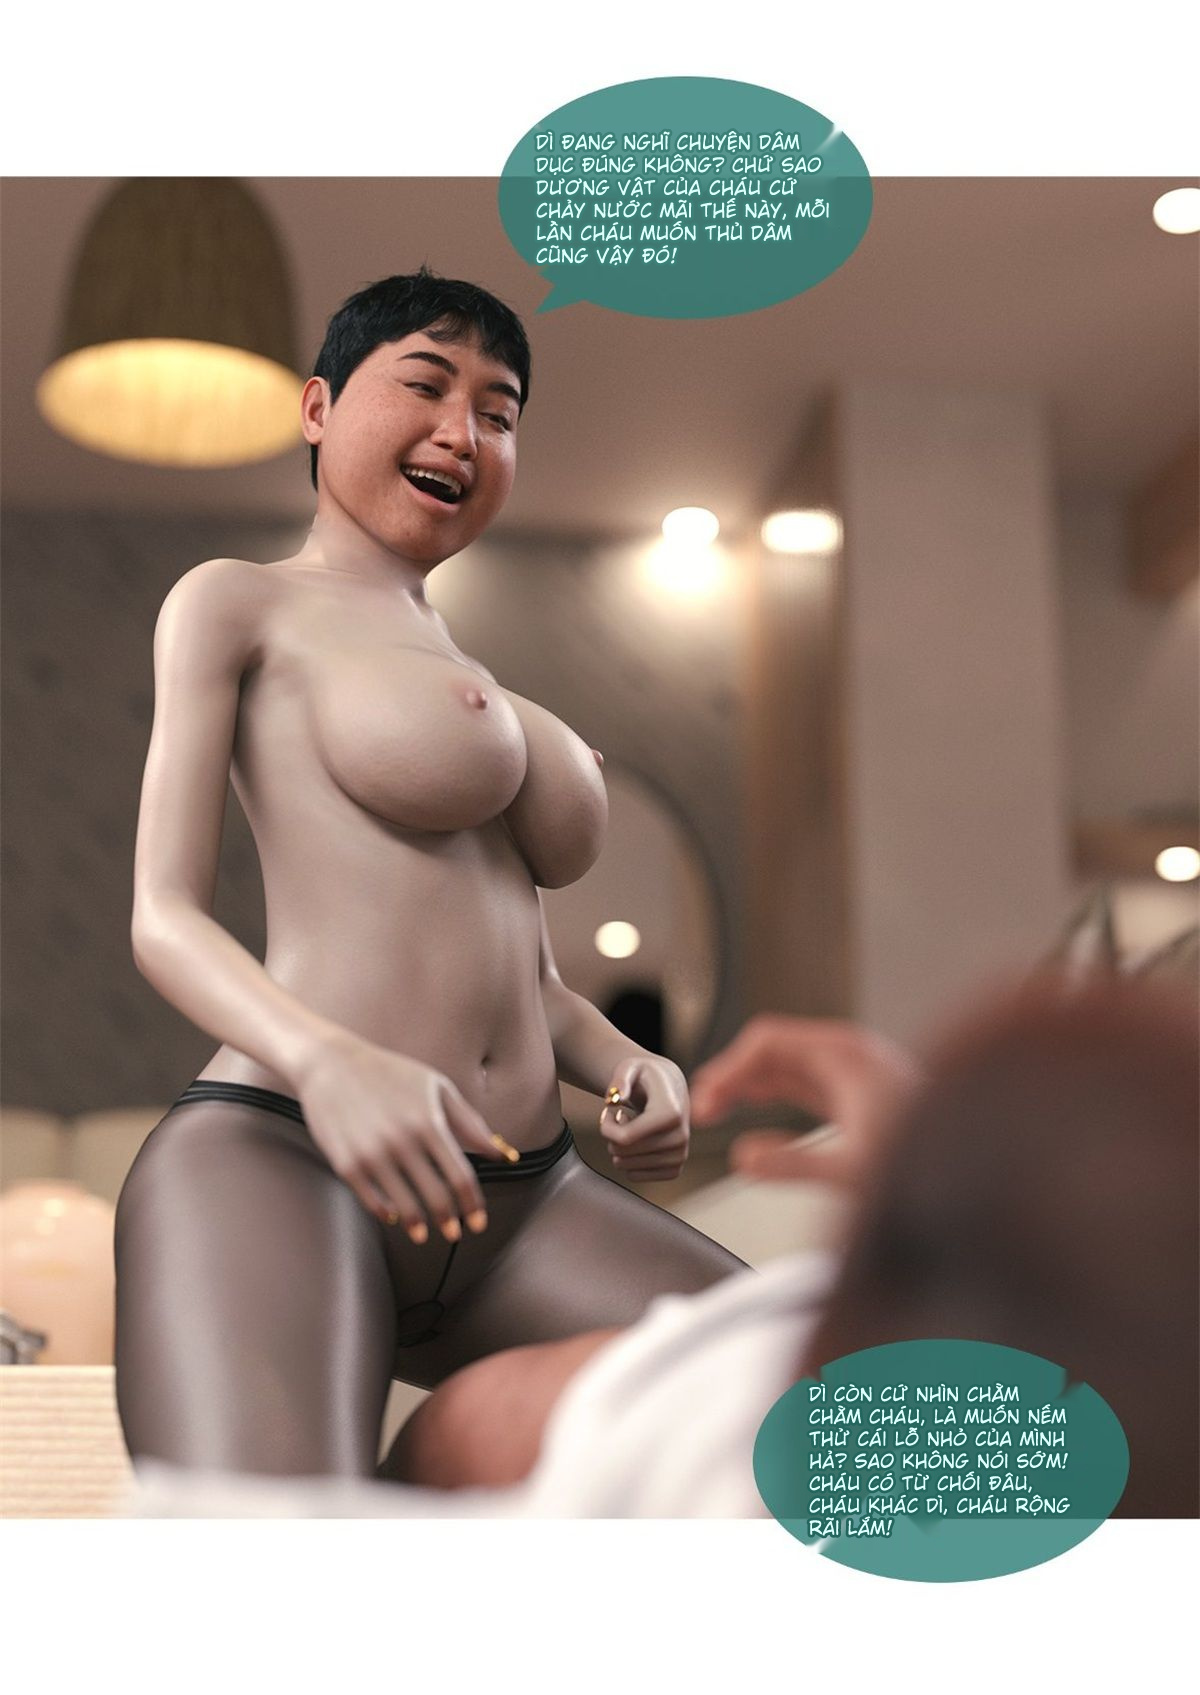 DÌ ĐANG NGHĨ CHUYỆN DÂM
DỤC ĐÚNG KHÔNG? CHỨ SAO
DƯƠNG VẬT CỦA CHÁU CỨ
CHẢY NƯỚC MÃI THẾ NÀY, MỖI
LẦN CHÁU MUỐN THỦ DÂM
CŨNG VẬY ĐÓ!
DÌ CÒN CỨ NHÌN CHẰM
CHẰM CHÁU, LÀ MUỐN NẾM
THỬ CÁI LỖ NHỎ CỦA MÌNH
HẢ? SAO KHÔNG NÓI SỚM!
CHÁU CÓ TỪ CHỐI ĐÂU,
CHÁU KHÁC DÌ, CHÁU RỘNG
RÃI LẮM!